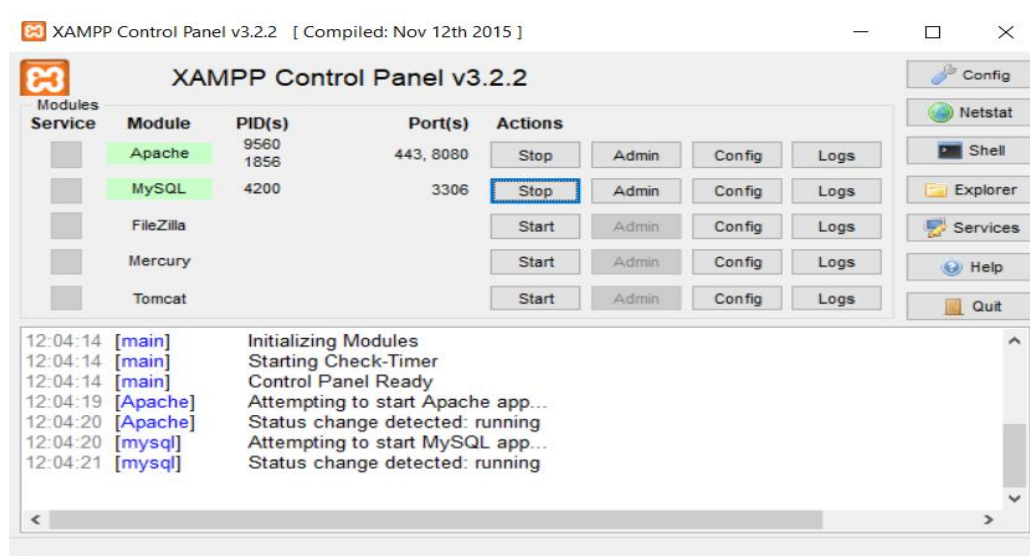 XAMPP Control Panel v3.2.2 [ Compiled: Nov 12th 2015 ]
XAMPP Control Panel v3.2.2
Config
Modules
Service Module PID(s) Port(s) Actions
Netstat
Apache 9560 1856 443, 8080 Stop Admin Config Logs
Shell
MySQL 4200 3306 Stop Admin Config Logs
Explorer
FileZilla Start Admin Config Logs
Services
Mercury Start Admin Config Logs
Help
Tomcat Start Admin Config Logs
Quit
12:04:14 [main] Initializing Modules
12:04:14 [main] Starting Check-Timer
12:04:14 [main] Control Panel Ready
12:04:19 [Apache] Attempting to start Apache app...
12:04:20 [Apache] Status change detected: running
12:04:20 [mysql] Attempting to start MySQL app...
12:04:21 [mysql] Status change detected: running